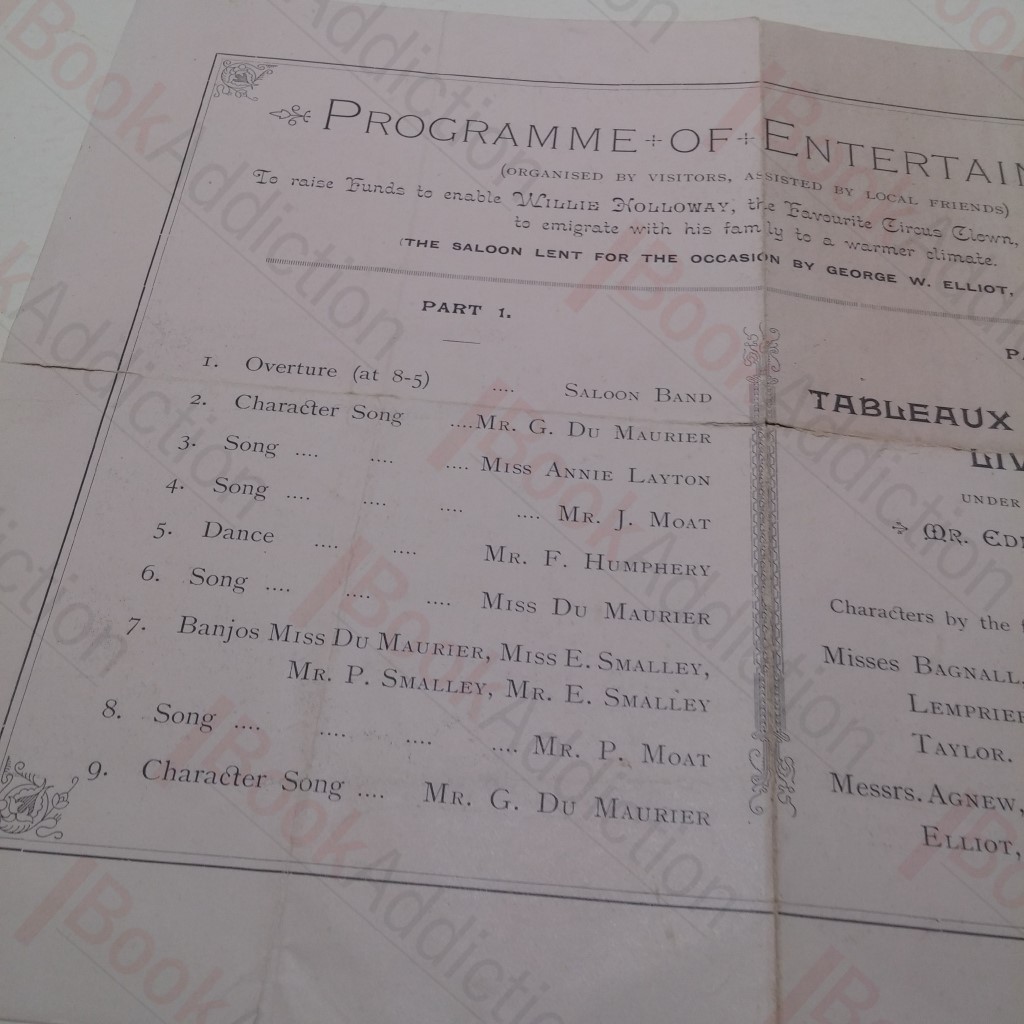 PROGRAMME + OF + ENTERTAIN
(ORGANISED BY VISITORS, ASSISTED BY LOCAL FRIENDS)
To raise Funds to enable WILLIE HOLLOWAY, the Favourite Circus Clown,
to emigrate with his family to a warmer climate.
(THE SALOON LENT FOR THE OCCASION BY GEORGE W. ELLIOT,
PART 1.
1. Overture (at 8-5) .... SALOON BAND
2. Character Song .... MR. G. DU MAURIER
3. Song .... .... .... MISS ANNIE LAYTON
4. Song .... .... .... .... MR. J. MOAT
5. Dance .... .... MR. F. HUMPHERY
6. Song .... .... .... MISS DU MAURIER
7. Banjos MISS DU MAURIER, MISS E. SMALLEY,
MR. P. SMALLEY, MR. E. SMALLEY
8. Song .... .... .... .... MR. P. MOAT
9. Character Song .... MR. G. DU MAURIER
TABLEAUX
LIV
UNDER
MR. EDM
Characters by the
Misses BAGNALL,
LEMPRIER
TAYLOR.
Messrs. AGNEW,
ELLIOT,
BookAddiction